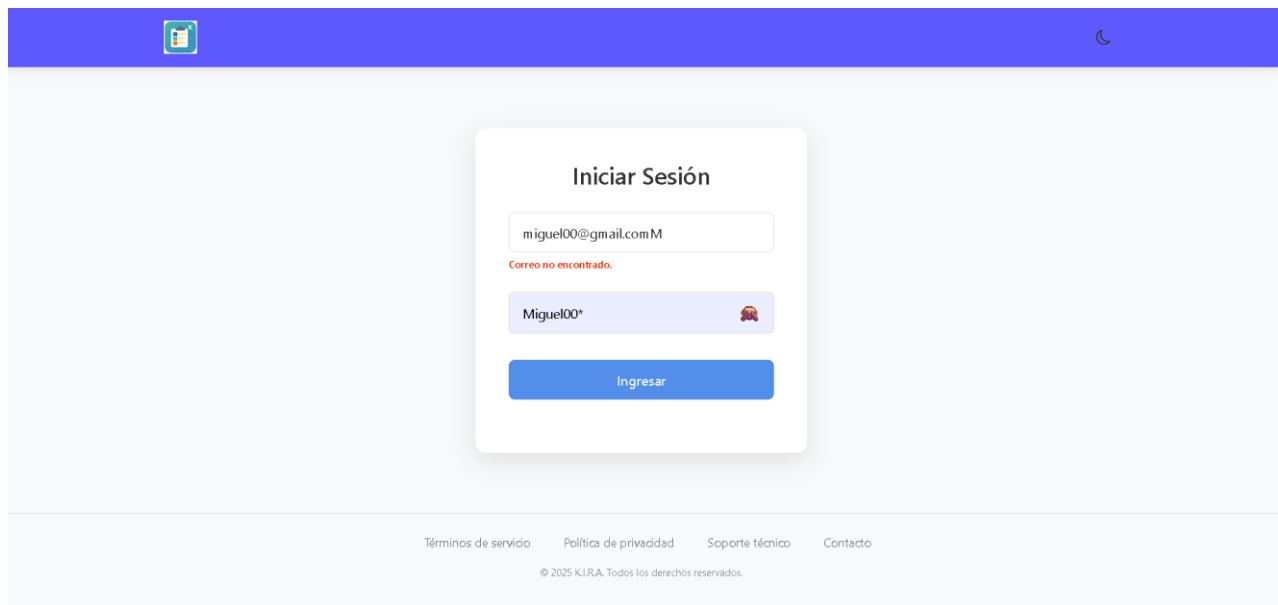 K
Iniciar Sesión
miguel00@gmail.comM
Correo no encontrado.
Miguel00*
Ingresar
Términos de servicio Política de privacidad Soporte técnico Contacto
© 2025 K.I.R.A. Todos los derechos reservados.